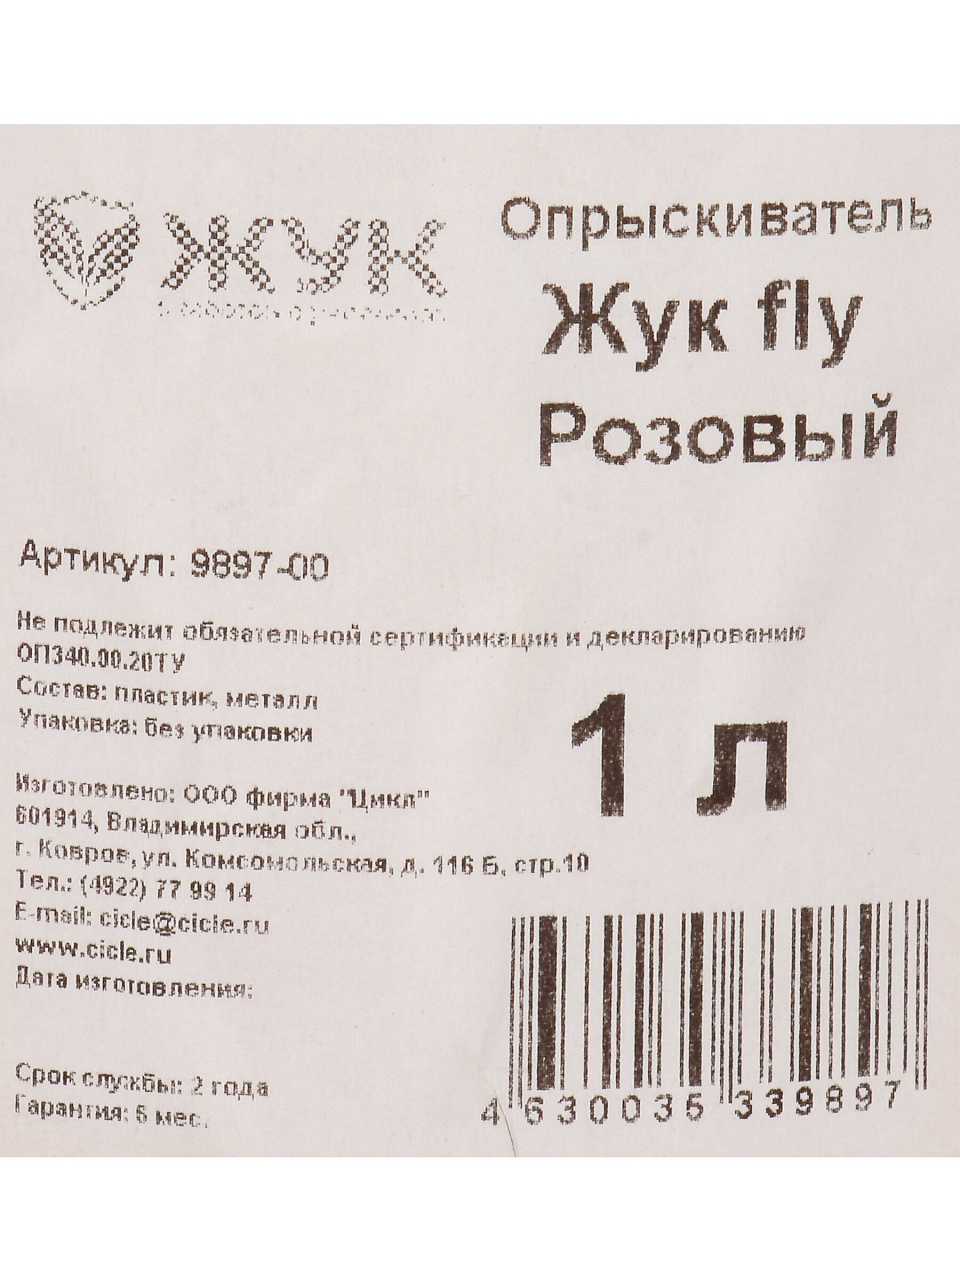 ЖУК
Опрыскиватель
Жук fly
Розовый
Артикул: 9897-00
Не подлежит обязательной сертификации и декларированию
ОП340.00.20ТУ
Состав: пластик, металл
Упаковка: без упаковки
1 л
Изготовлено: ООО фирма "Цикл"
601914, Владимирская обл.,
г. Ковров, ул. Комсомольская, д. 116 Б, стр.10
Тел.: (4922) 77 99 14
E-mail: cicle@cicle.ru
www.cicle.ru
Дата изготовления:
Срок службы: 2 года
Гарантия: 6 мес.
4 630035 339897